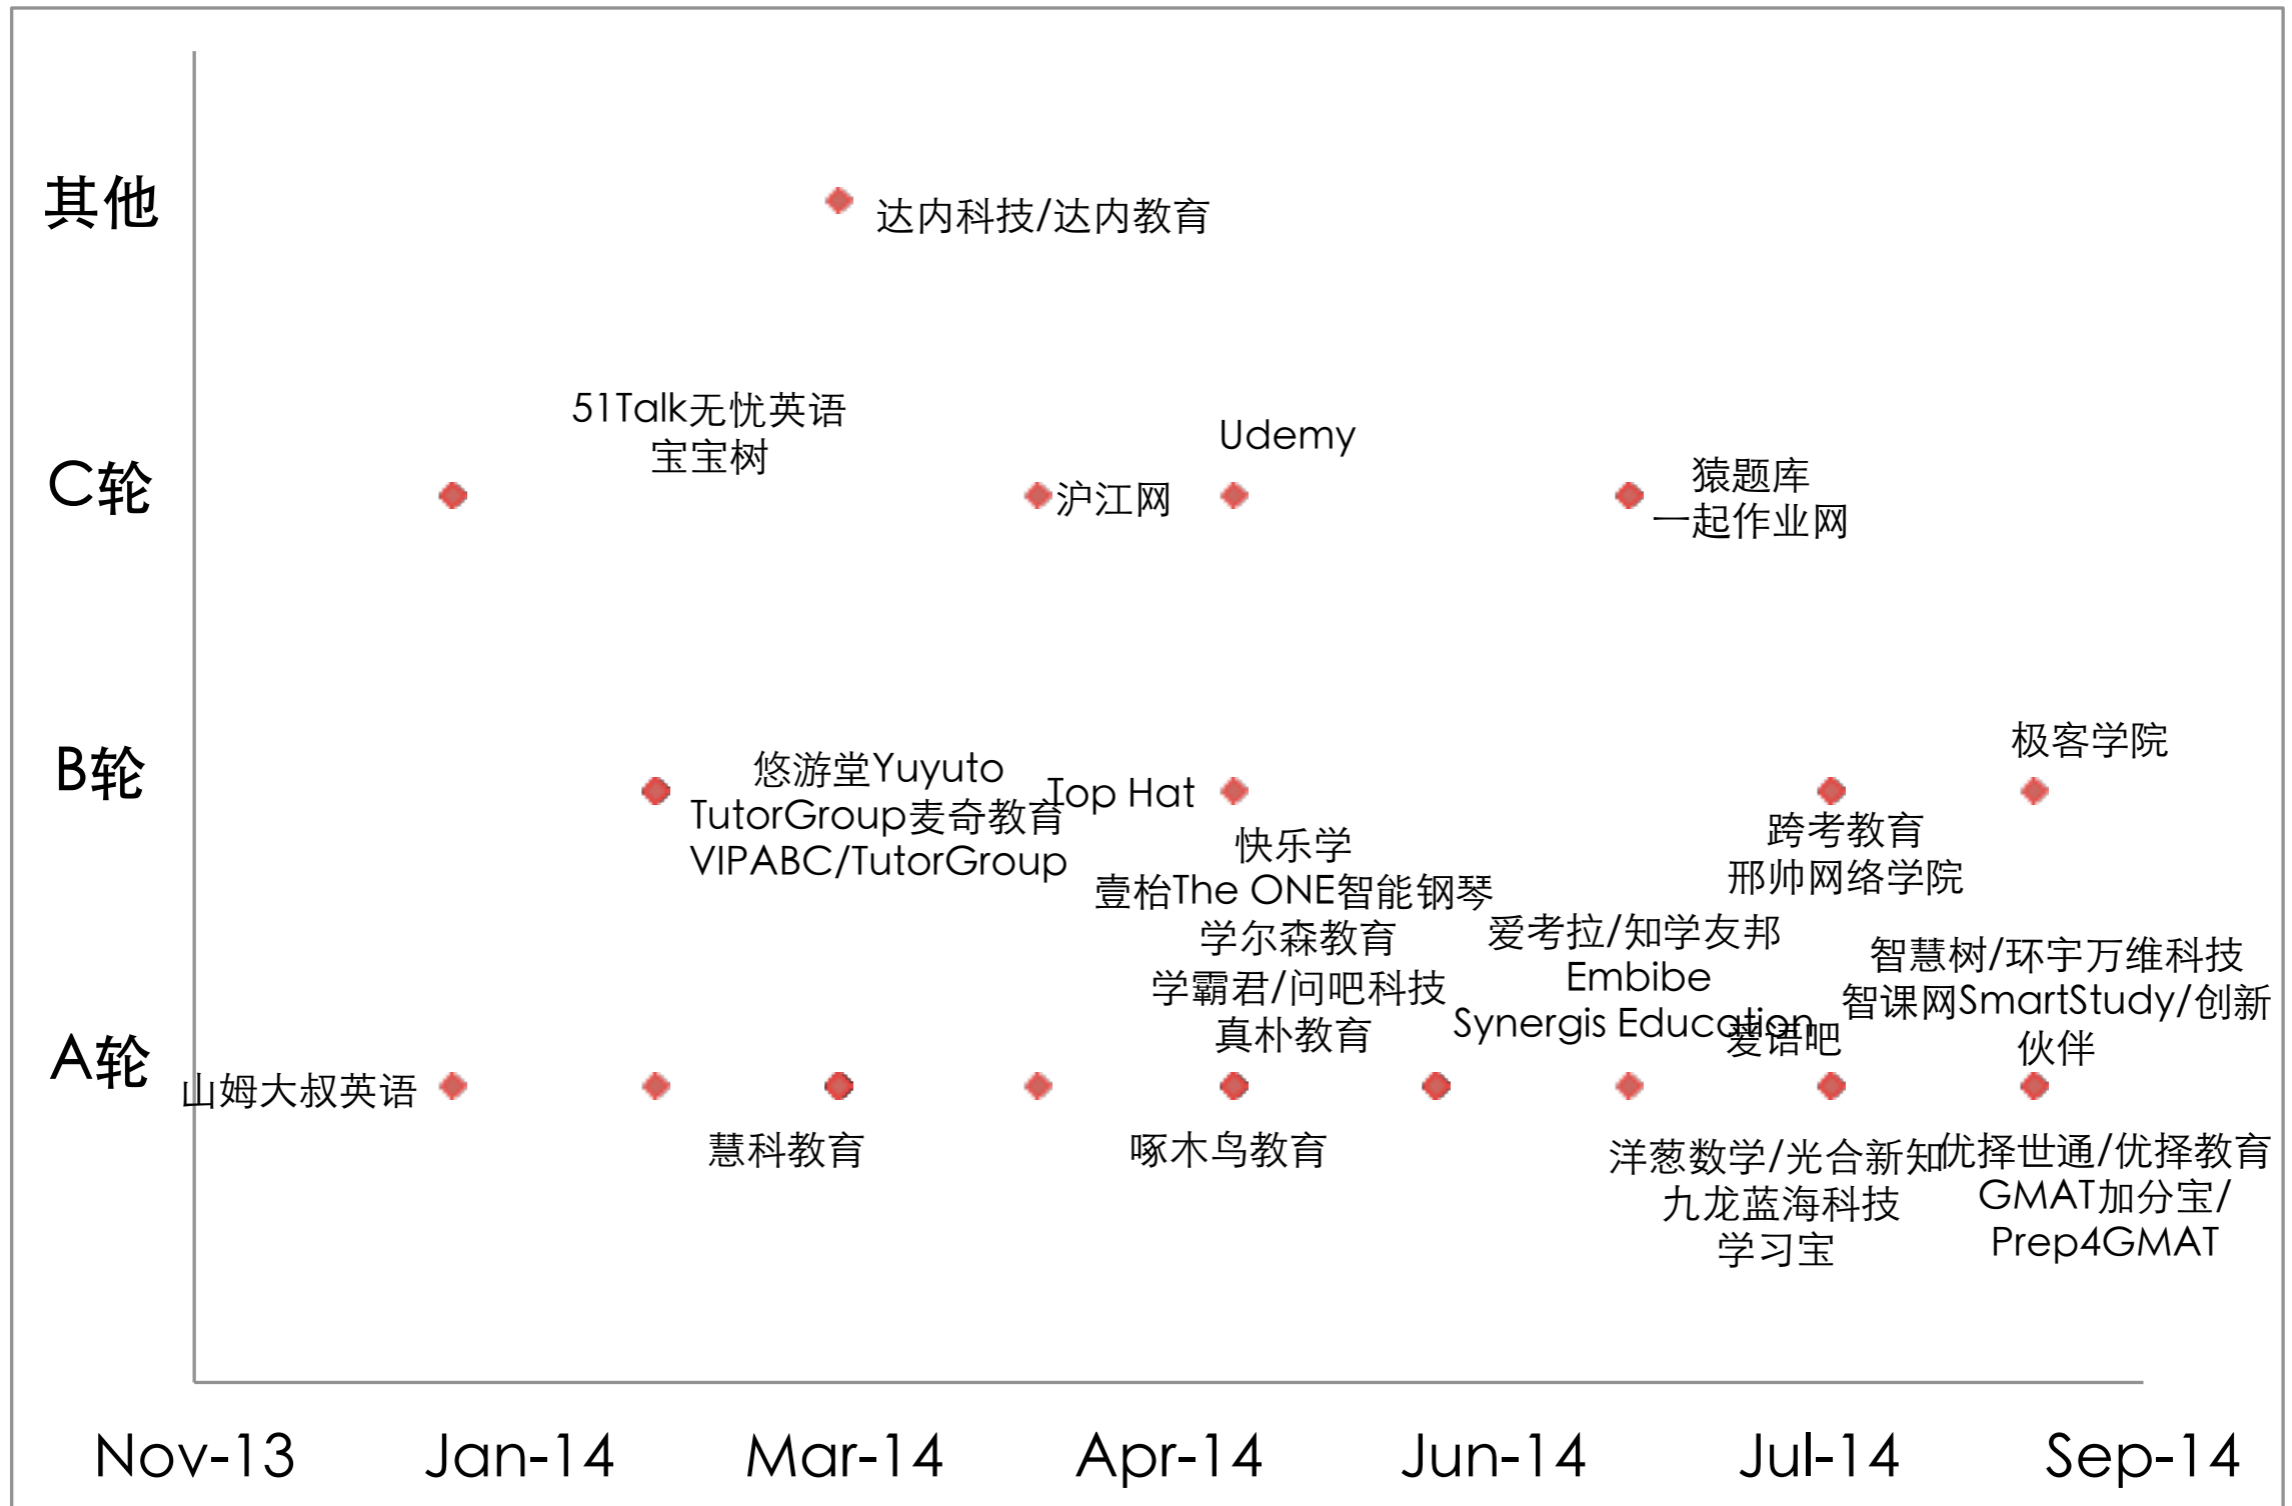 其他
达内科技/达内教育
C轮
51Talk无忧英语
宝宝树
沪江网
Udemy
猿题库
一起作业网
B轮
悠游堂Yuyuto
TutorGroup麦奇教育
VIPABC/TutorGroup
Top Hat
极客学院
跨考教育
邢帅网络学院
A轮
山姆大叔英语
慧科教育
快乐学
壹枱The ONE智能钢琴
学尔森教育
学霸君/问吧科技
真朴教育
啄木鸟教育
爱考拉/知学友邦
Embibe
Synergis Education
爱语吧
智慧树/环宇万维科技
智课网SmartStudy/创新
伙伴
洋葱数学/光合新知
九龙蓝海科技
学习宝
优择世通/优择教育
GMAT加分宝/
Prep4GMAT
Nov-13
Jan-14
Mar-14
Apr-14
Jun-14
Jul-14
Sep-14